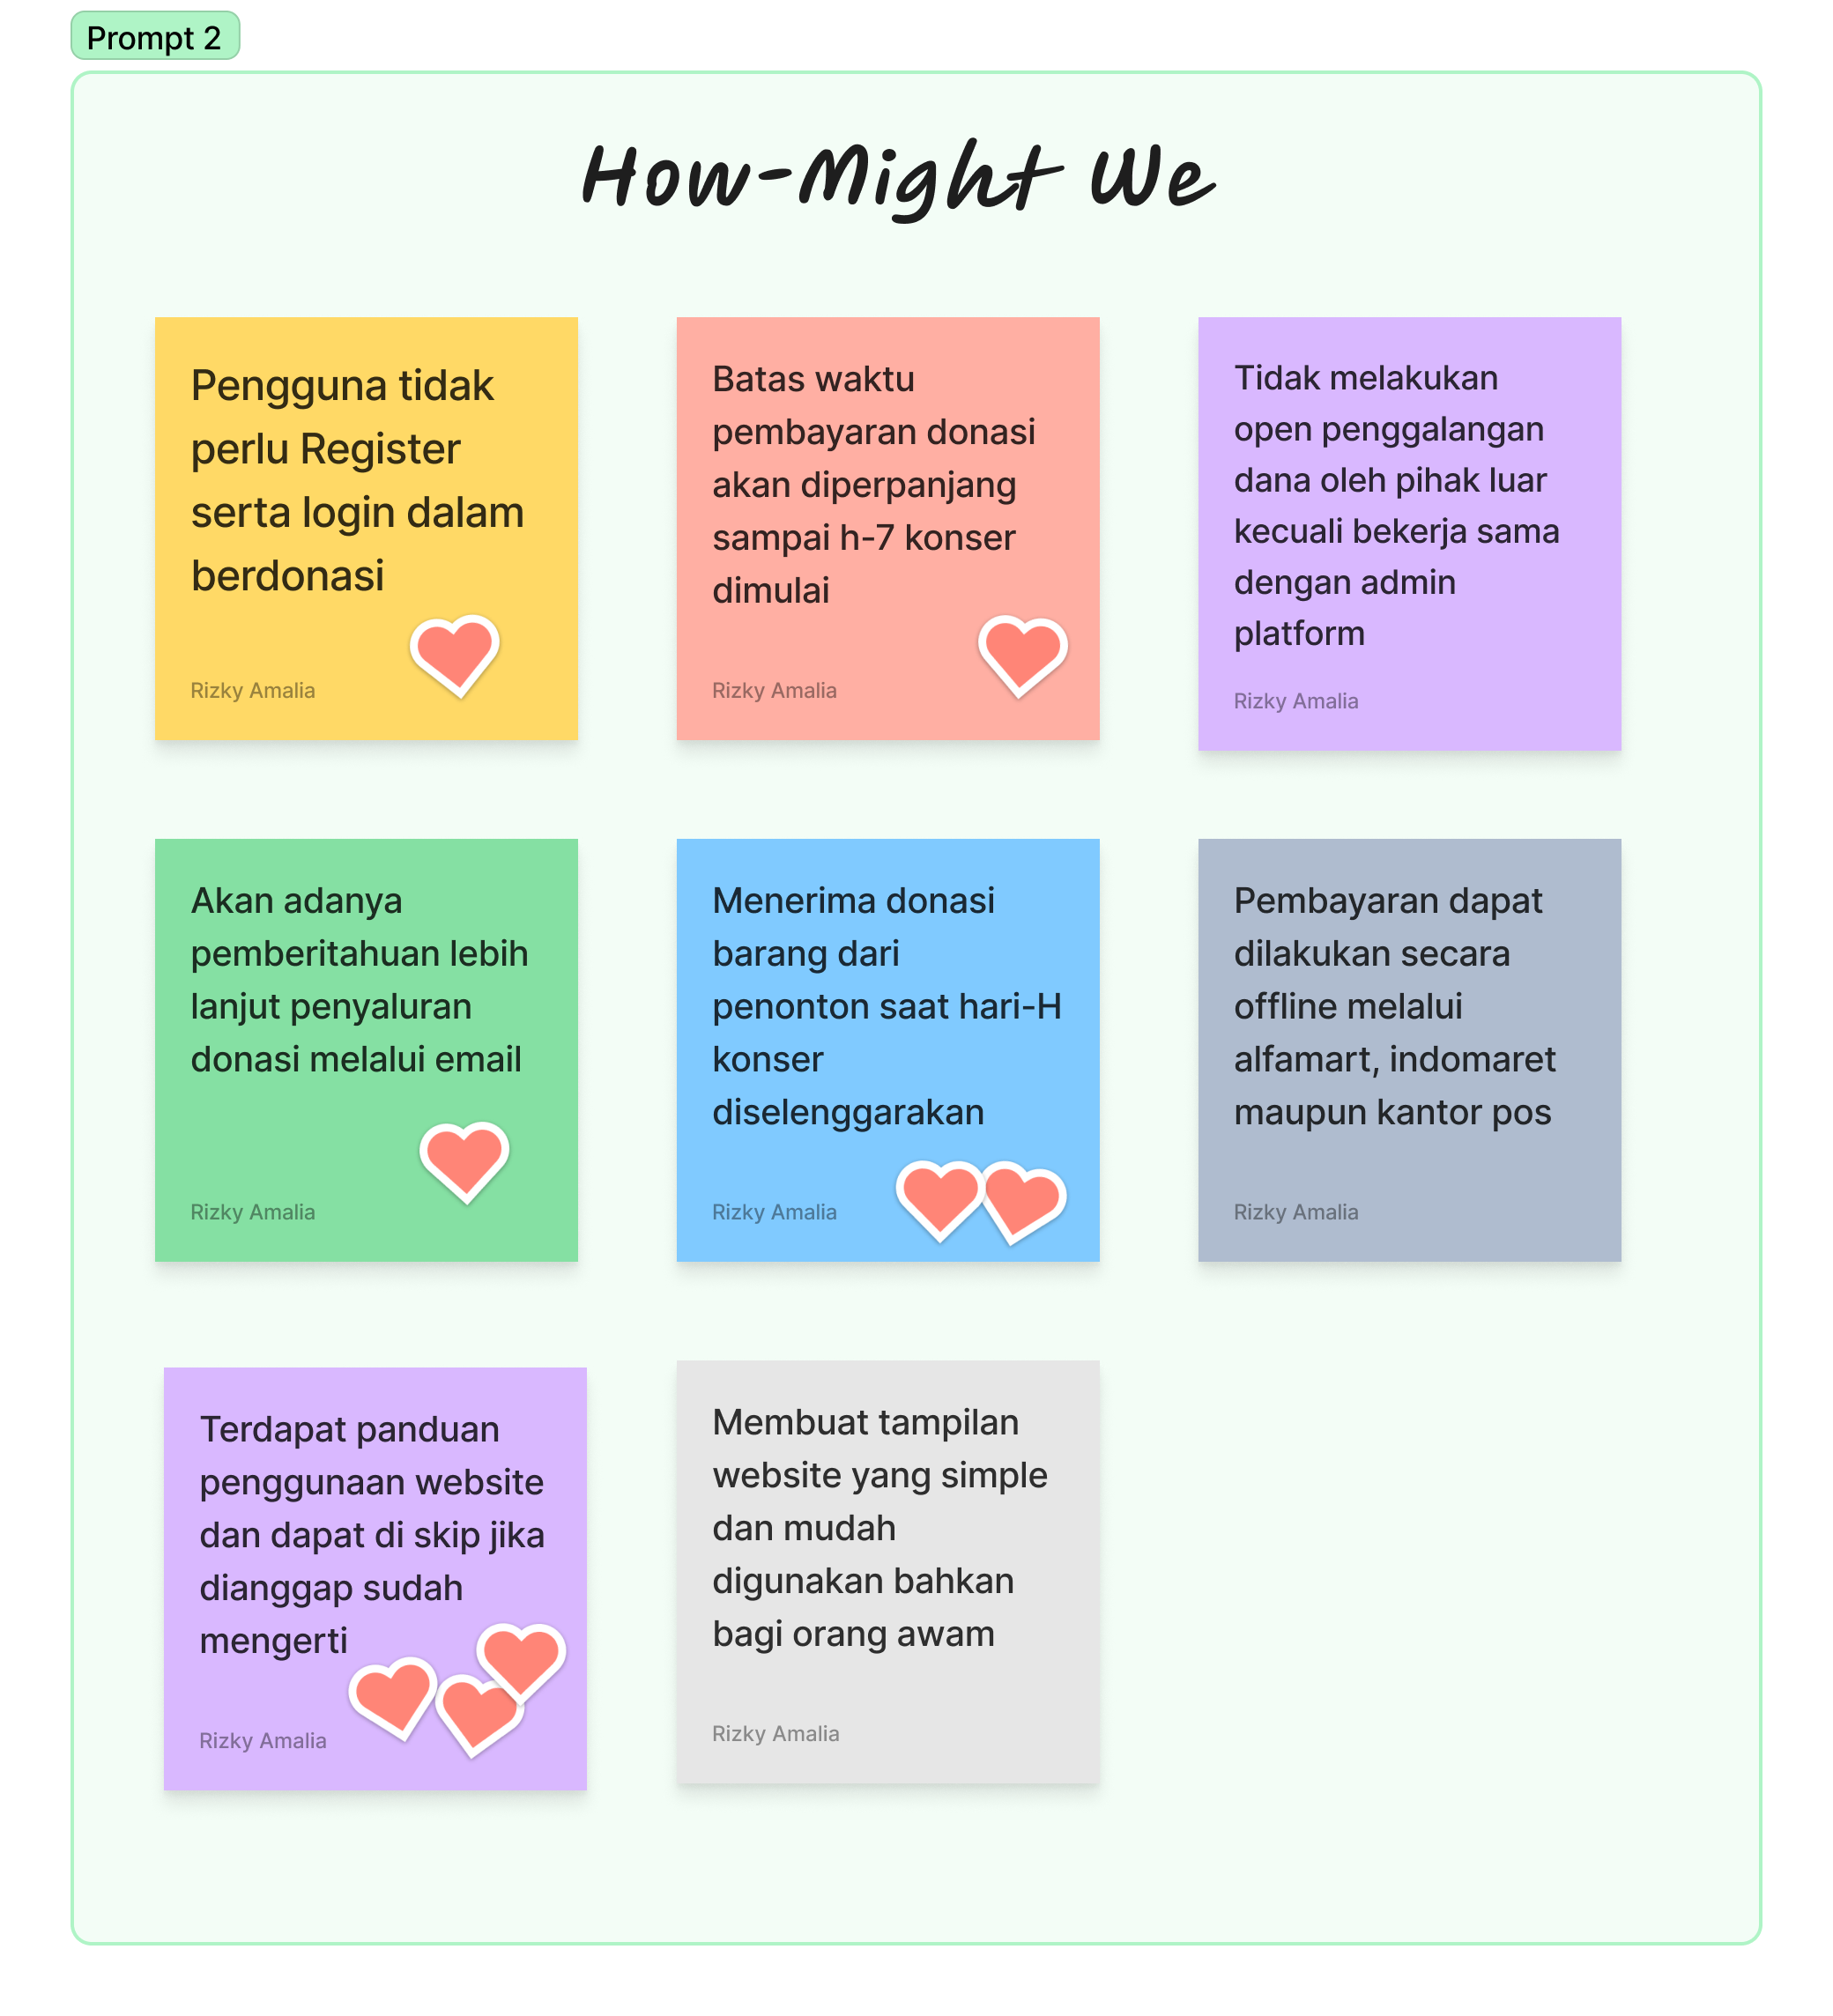 Prompt 2
How-Might We
Pengguna tidak
perlu Register
serta login dalam
berdonasi
Rizky Amalia
Batas waktu
pembayaran donasi
akan diperpanjang
sampai h-7 konser
dimulai
Rizky Amalia
Tidak melakukan
open penggalangan
dana oleh pihak luar
kecuali bekerja sama
dengan admin
platform
Rizky Amalia
Akan adanya
pemberitahuan lebih
lanjut penyaluran
donasi melalui email
Rizky Amalia
Menerima donasi
barang dari
penonton saat hari-H
konser
diselenggarakan
Rizky Amalia
Pembayaran dapat
dilakukan secara
offline melalui
alfamart, indomaret
maupun kantor pos
Rizky Amalia
Terdapat panduan
penggunaan website
dan dapat di skip jika
dianggap sudah
mengerti
Rizky Amalia
Membuat tampilan
website yang simple
dan mudah
digunakan bahkan
bagi orang awam
Rizky Amalia